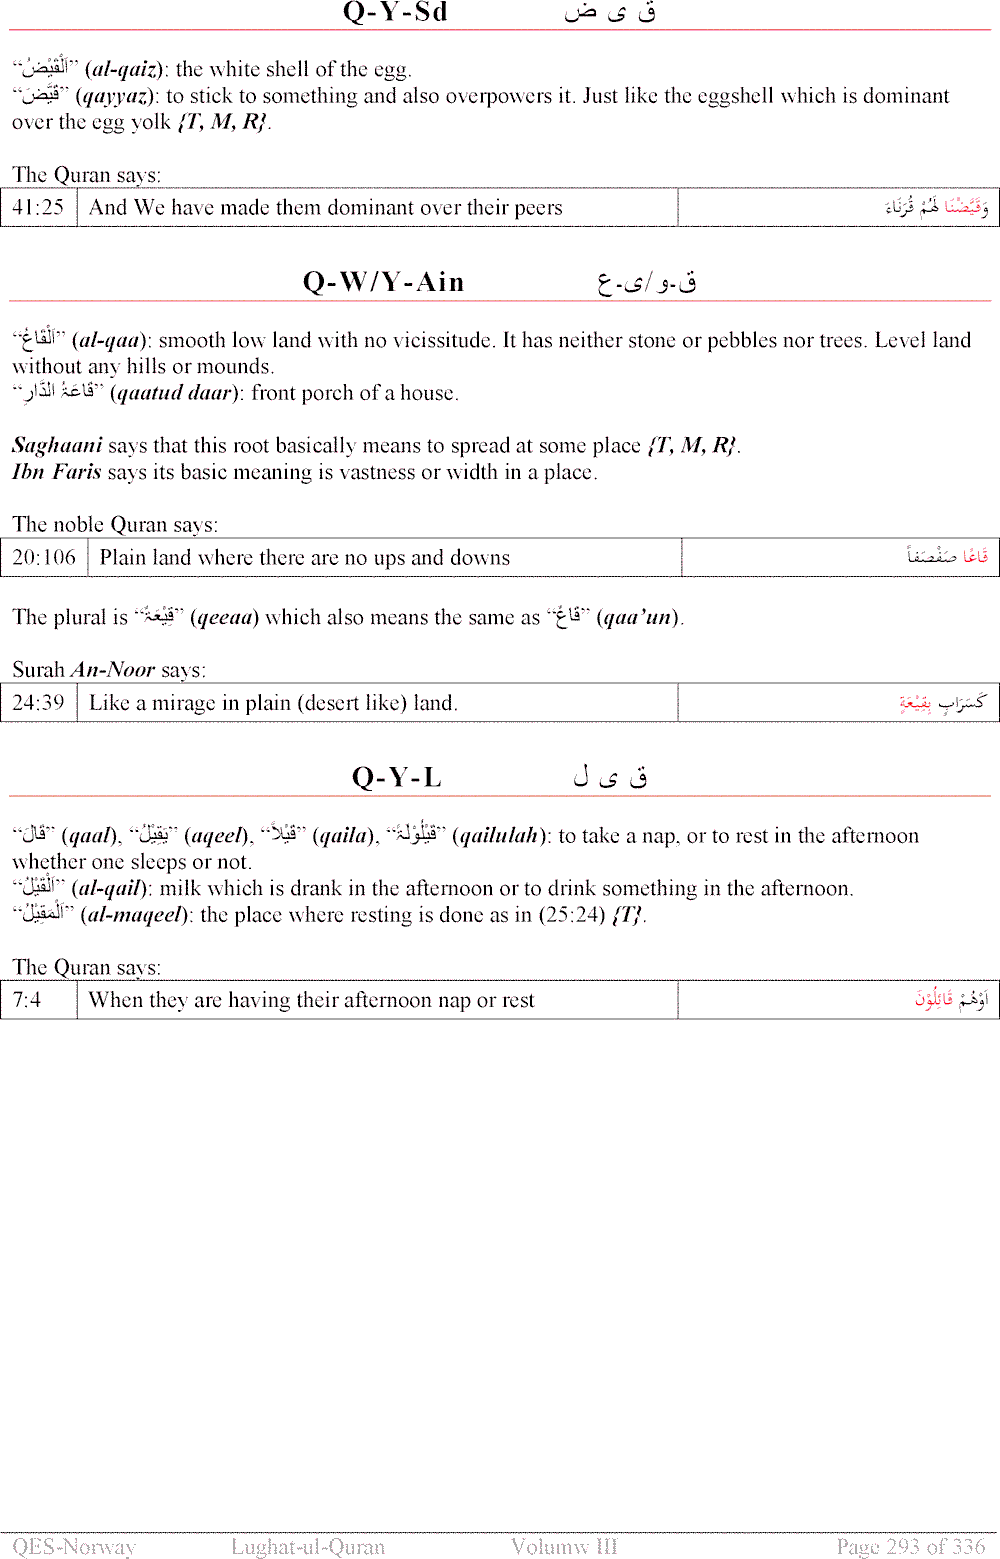 Q-Y-Sd ق ی ض
“اَلْقَیْضُ” (al-qaiz): the white shell of the egg.
“قَیَّضَ” (qayyaz): to stick to something and also overpowers it. Just like the eggshell which is dominant
over the egg yolk {T, M, R}.
The Quran says:
41:25 And We have made them dominant over their peers وَقَیَّضْنَا لَھُمْ قُرَنَاءَ
Q-W/Y-Ain ق-و/ی-ع
“اَلْقَاعُ” (al-qaa): smooth low land with no vicissitude. It has neither stone or pebbles nor trees. Level land
without any hills or mounds.
“قَاعَۃُ الدَّارِ” (qaatud daar): front porch of a house.
Saghaani says that this root basically means to spread at some place {T, M, R}.
Ibn Faris says its basic meaning is vastness or width in a place.
The noble Quran says:
20:106 Plain land where there are no ups and downs قَاعًا صَفْصَفاً
The plural is “قِیْعَۃٌ” (qeeaa) which also means the same as “قَاعٌ” (qaa’un).
Surah An-Noor says:
24:39 Like a mirage in plain (desert like) land. کَسَرَابٍ بِقِیْعَۃٍ
Q-Y-L ق ی ل
“قَالَ” (qaal), “یَقِیْلُ” (aqeel), “قَیْلاً” (qaila), “قَیْلُوْلَۃً” (qailulah): to take a nap, or to rest in the afternoon
whether one sleeps or not.
“اَلْقَیْلُ” (al-qail): milk which is drank in the afternoon or to drink something in the afternoon.
“اَلْمَقِیْلُ” (al-maqeel): the place where resting is done as in (25:24) {T}.
The Quran says:
7:4 When they are having their afternoon nap or rest اَوْھُمْ قَائِلُوْنَ
QES-Norway Lughat-ul-Quran Volumw III Page 293 of 336